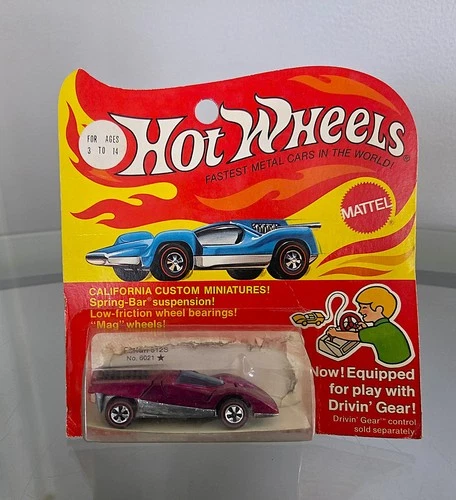 FOR AGES
3 TO 14
HOT WHEELS®
FASTEST METAL CARS IN THE WORLD!
MATTEL
CALIFORNIA CUSTOM MINIATURES!
Spring-Bar® suspension!
Low-friction wheel bearings!
"Mag" wheels!
No. 6021 ★
Now! Equipped
for play with
Drivin' Gear!
Drivin' Gear™ control
sold separately.